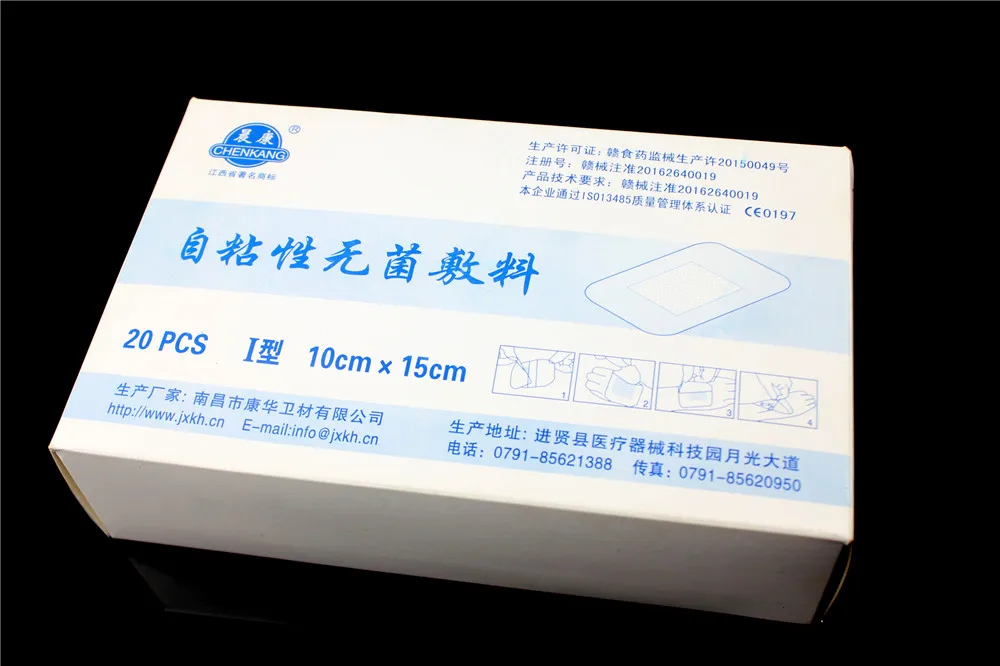 晨康
CHENKANG
®
江西省著名商标
生产许可证：赣食药监械生产许20150049号
注册号：赣械注准20162640019
产品技术要求：赣械注准20162640019
本企业通过ISO13485质量管理体系认证 CE0197
自粘性无菌敷料
20 PCS I型 10cm × 15cm
1
2
3
4
生产厂家：南昌市康华卫材有限公司
http://www.jxkh.cn E-mail:info@jxkh.cn
生产地址：进贤县医疗器械科技园月光大道
电话：0791-85621388 传真：0791-85620950